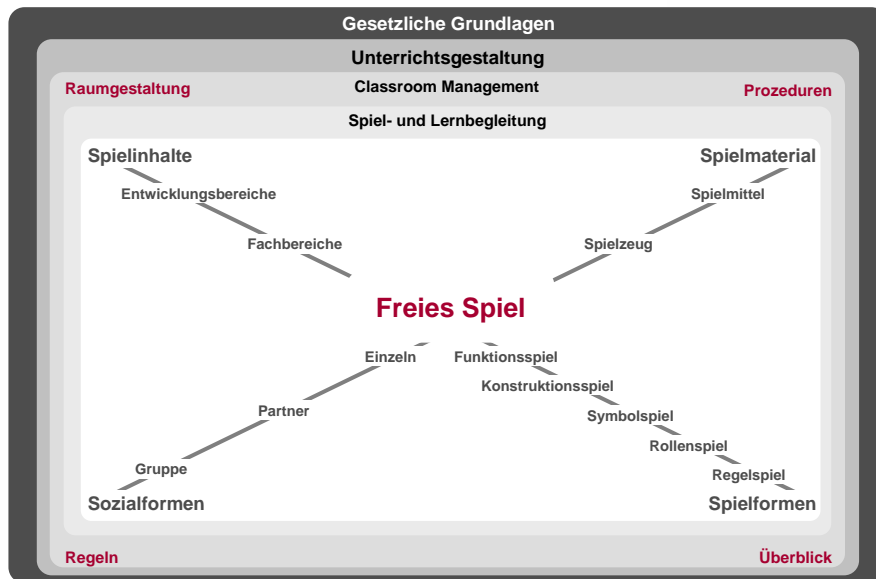 Gesetzliche Grundlagen
Unterrichtsgestaltung
Raumgestaltung
Classroom Management
Prozeduren
Spiel- und Lernbegleitung
Spielinhalte
Spielmaterial
Entwicklungsbereiche
Spielmittel
Fachbereiche
Spielzeug
Freies Spiel
Einzeln
Funktionsspiel
Konstruktionsspiel
Partner
Symbolspiel
Rollenspiel
Gruppe
Regelspiel
Sozialformen
Spielformen
Regeln
Überblick